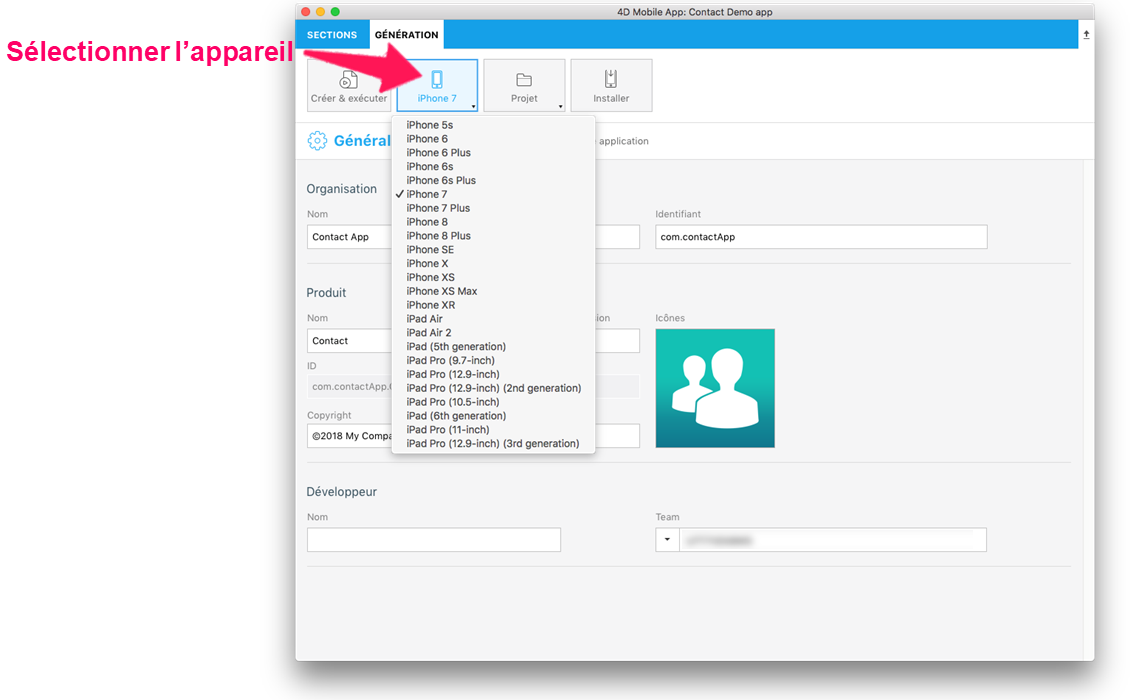 4D Mobile App: Contact Demo app
SECTIONS
GÉNÉRATION
Sélectionner l’appareil
Créer & exécuter
iPhone 7
Projet
Installer
Général
application
iPhone 5s
iPhone 6
iPhone 6 Plus
iPhone 6s
iPhone 6s Plus
iPhone 7
iPhone 7 Plus
iPhone 8
iPhone 8 Plus
iPhone SE
iPhone X
iPhone XS
iPhone XS Max
iPhone XR
iPad Air
iPad Air 2
iPad (5th generation)
iPad Pro (9.7-inch)
iPad Pro (12.9-inch)
iPad Pro (12.9-inch) (2nd generation)
iPad Pro (10.5-inch)
iPad (6th generation)
iPad Pro (11-inch)
iPad Pro (12.9-inch) (3rd generation)
Organisation
Nom
Identifiant
Contact App
com.contactApp
Produit
Nom
Icônes
Contact
ID
com.contactApp.
Copyright
©2018 My Compa
Développeur
Nom
Team